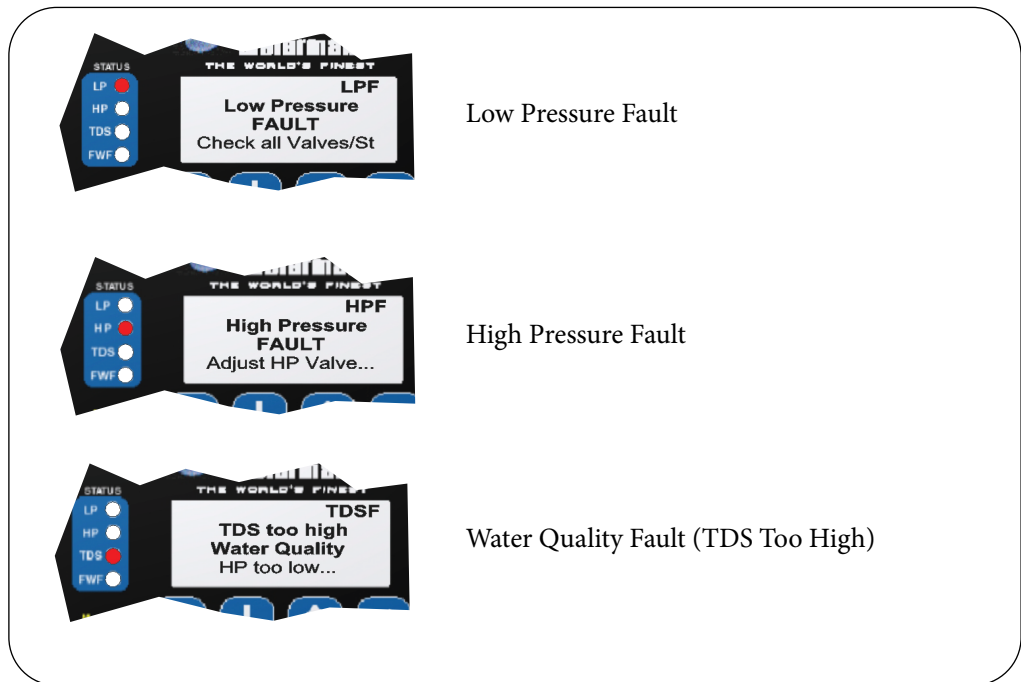 STATUS
THE WORLD'S FINEST
LP
HP
TDS
FWF
LPF
Low Pressure
FAULT
Check all Valves/St
Low Pressure Fault
STATUS
THE WORLD'S FINEST
LP
HP
TDS
FWF
HPF
High Pressure
FAULT
Adjust HP Valve...
High Pressure Fault
STATUS
THE WORLD'S FINEST
LP
HP
TDS
FWF
TDSF
TDS too high
Water Quality
HP too low...
Water Quality Fault (TDS Too High)